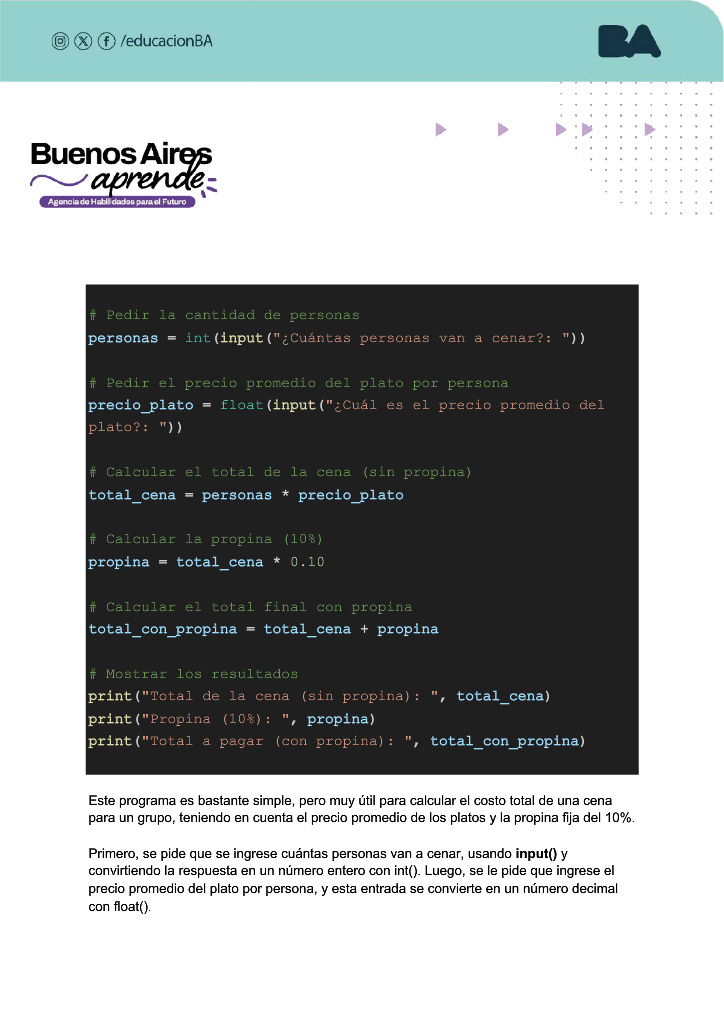 /educacionBA
BA
Buenos Aires
aprende
Agencia de Habilidades para el Futuro
# Pedir la cantidad de personas
personas = int(input("¿Cuántas personas van a cenar?: "))
# Pedir el precio promedio del plato por persona
precio_plato = float(input("¿Cuál es el precio promedio del
plato?: "))
# Calcular el total de la cena (sin propina)
total_cena = personas * precio_plato
# Calcular la propina (10%)
propina = total_cena * 0.10
# Calcular el total final con propina
total_con_propina = total_cena + propina
# Mostrar los resultados
print("Total de la cena (sin propina): ", total_cena)
print("Propina (10%): ", propina)
print("Total a pagar (con propina): ", total_con_propina)
Este programa es bastante simple, pero muy útil para calcular el costo total de una cena
para un grupo, teniendo en cuenta el precio promedio de los platos y la propina fija del 10%.
Primero, se pide que se ingrese cuántas personas van a cenar, usando input() y
convirtiendo la respuesta en un número entero con int(). Luego, se le pide que ingrese el
precio promedio del plato por persona, y esta entrada se convierte en un número decimal
con float().